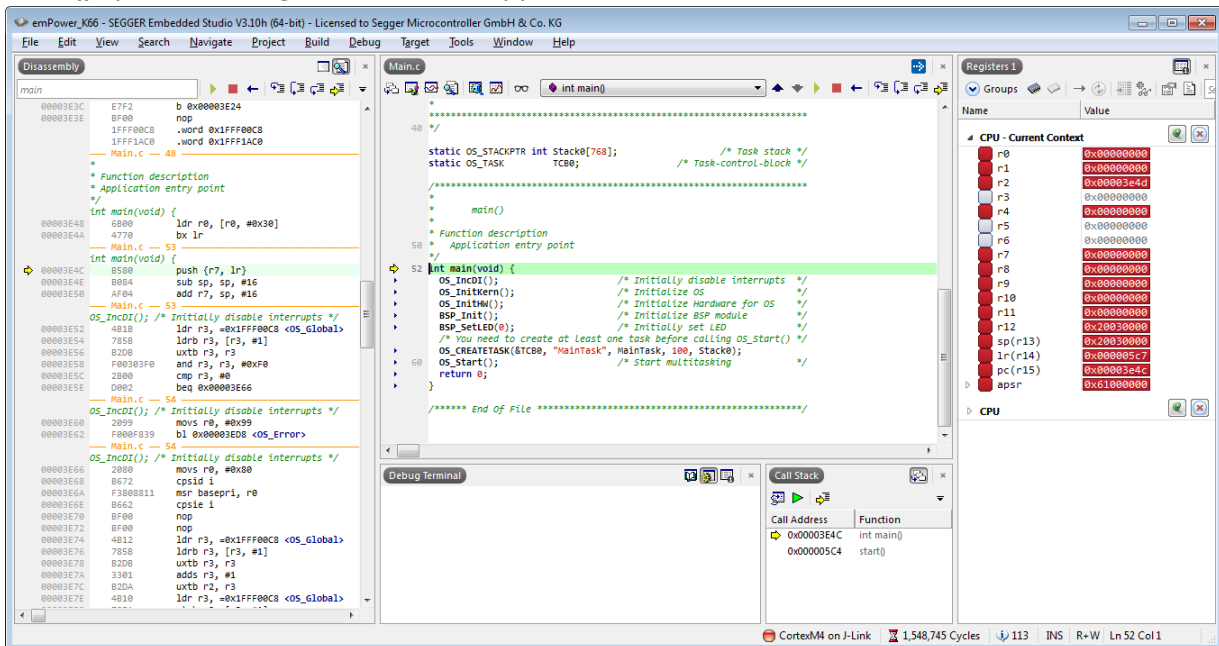 emPower_K66 - SEGGER Embedded Studio V3.10h (64-bit) - Licensed to Segger Microcontroller GmbH & Co. KG
File Edit View Search Navigate Project Build Debug Target Tools Window Help
Disassembly
main
00003E3C E7F2 b 0x00003E24
00003E3E BF00 nop
1FFF00C8 .word 0x1FFF00C8
1FFF1AC0 .word 0x1FFF1AC0
Main.c — 48
*
* Function description
* Application entry point
*/
int main(void) {
00003E48 6B00 ldr r0, [r0, #0x30]
00003E4A 4770 bx lr
Main.c — 53
int main(void) {
00003E4C B580 push {r7, lr}
00003E4E B084 sub sp, sp, #16
00003E50 AF04 add r7, sp, #16
Main.c — 53
OS_IncDI(); /* Initially disable interrupts */
00003E52 4B1B ldr r3, =0x1FFF00C8 <OS_Global>
00003E54 785B ldrb r3, [r3, #1]
00003E56 B2DB uxtb r3, r3
00003E58 F00303F0 and r3, r3, #0xF0
00003E5C 2B00 cmp r3, #0
00003E5E D002 beq 0x00003E66
Main.c — 54
OS_IncDI(); /* Initially disable interrupts */
00003E60 2099 movs r0, #0x99
00003E62 F000F839 bl 0x00003ED8 <OS_Error>
Main.c — 54
OS_IncDI(); /* Initially disable interrupts */
00003E66 2080 movs r0, #0x80
00003E68 B672 cpsid i
00003E6A F3808811 msr basepri, r0
00003E6E B662 cpsie i
00003E70 BF00 nop
00003E72 BF00 nop
00003E74 4B12 ldr r3, =0x1FFF00C8 <OS_Global>
00003E76 785B ldrb r3, [r3, #1]
00003E78 B2DB uxtb r3, r3
00003E7A 3301 adds r3, #1
00003E7C B2DA uxtb r2, r3
00003E7E 4B10 ldr r3, =0x1FFF00C8 <OS_Global>
Main.c
int main()
*
**********************************************************************
40 */
static OS_STACKPTR int Stack0[768]; /* Task stack */
static OS_TASK TCB0; /* Task-control-block */
/*********************************************************************
*
* main()
*
* Function description
50 * Application entry point
*/
52 int main(void) {
OS_IncDI(); /* Initially disable interrupts */
OS_InitKern(); /* Initialize OS */
OS_InitHW(); /* Initialize Hardware for OS */
BSP_Init(); /* Initialize BSP module */
BSP_SetLED(0); /* Initially set LED */
/* You need to create at least one task before calling OS_Start() */
OS_CREATETASK(&TCB0, "MainTask", MainTask, 100, Stack0);
60 OS_Start(); /* Start multitasking */
return 0;
}
/****** End Of File *************************************************/
Debug Terminal
Call Stack
Call Address Function
0x00003E4C int main()
0x000005C4 start()
Registers 1
Groups
Name Value
CPU - Current Context
r0 0x00000000
r1 0x00000000
r2 0x00003e4d
r3 0x00000000
r4 0x00000000
r5 0x00000000
r6 0x00000000
r7 0x00000000
r8 0x00000000
r9 0x00000000
r10 0x00000000
r11 0x00000000
r12 0x20030000
sp(r13) 0x20030000
lr(r14) 0x000005c7
pc(r15) 0x00003e4c
apsr 0x61000000
CPU
CortexM4 on J-Link 1,548,745 Cycles 113 INS R+W Ln 52 Col 1